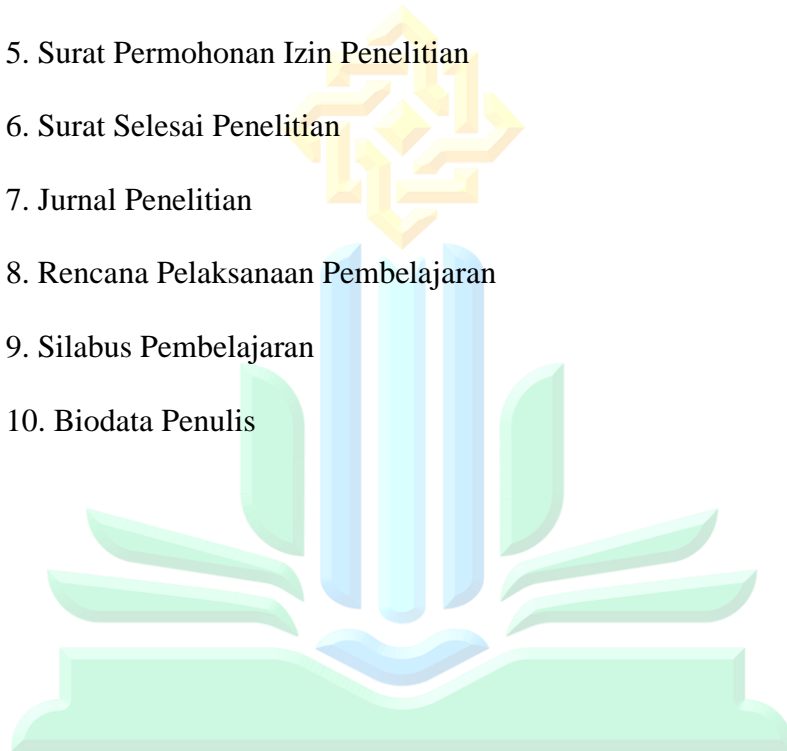 5. Surat Permohonan Izin Penelitian
6. Surat Selesai Penelitian
7. Jurnal Penelitian
8. Rencana Pelaksanaan Pembelajaran
9. Silabus Pembelajaran
10. Biodata Penulis